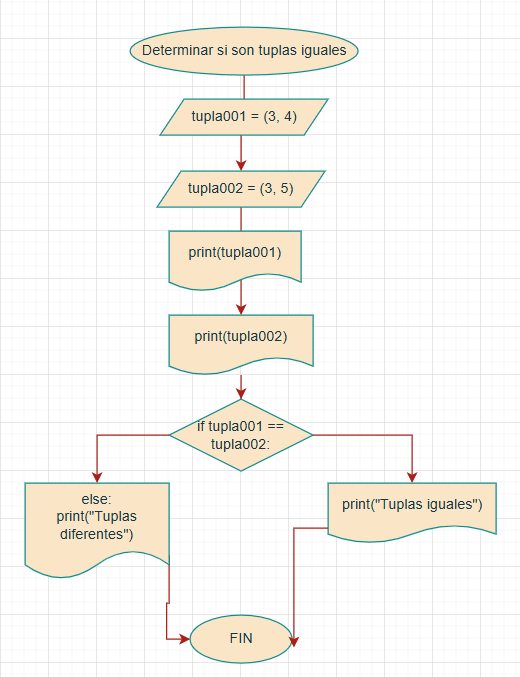 Determinar si son tuplas iguales
tupla001 = (3, 4)
tupla002 = (3, 5)
print(tupla001)
print(tupla002)
if tupla001 ==
tupla002:
else:
print("Tuplas
diferentes")
print("Tuplas iguales")
FIN